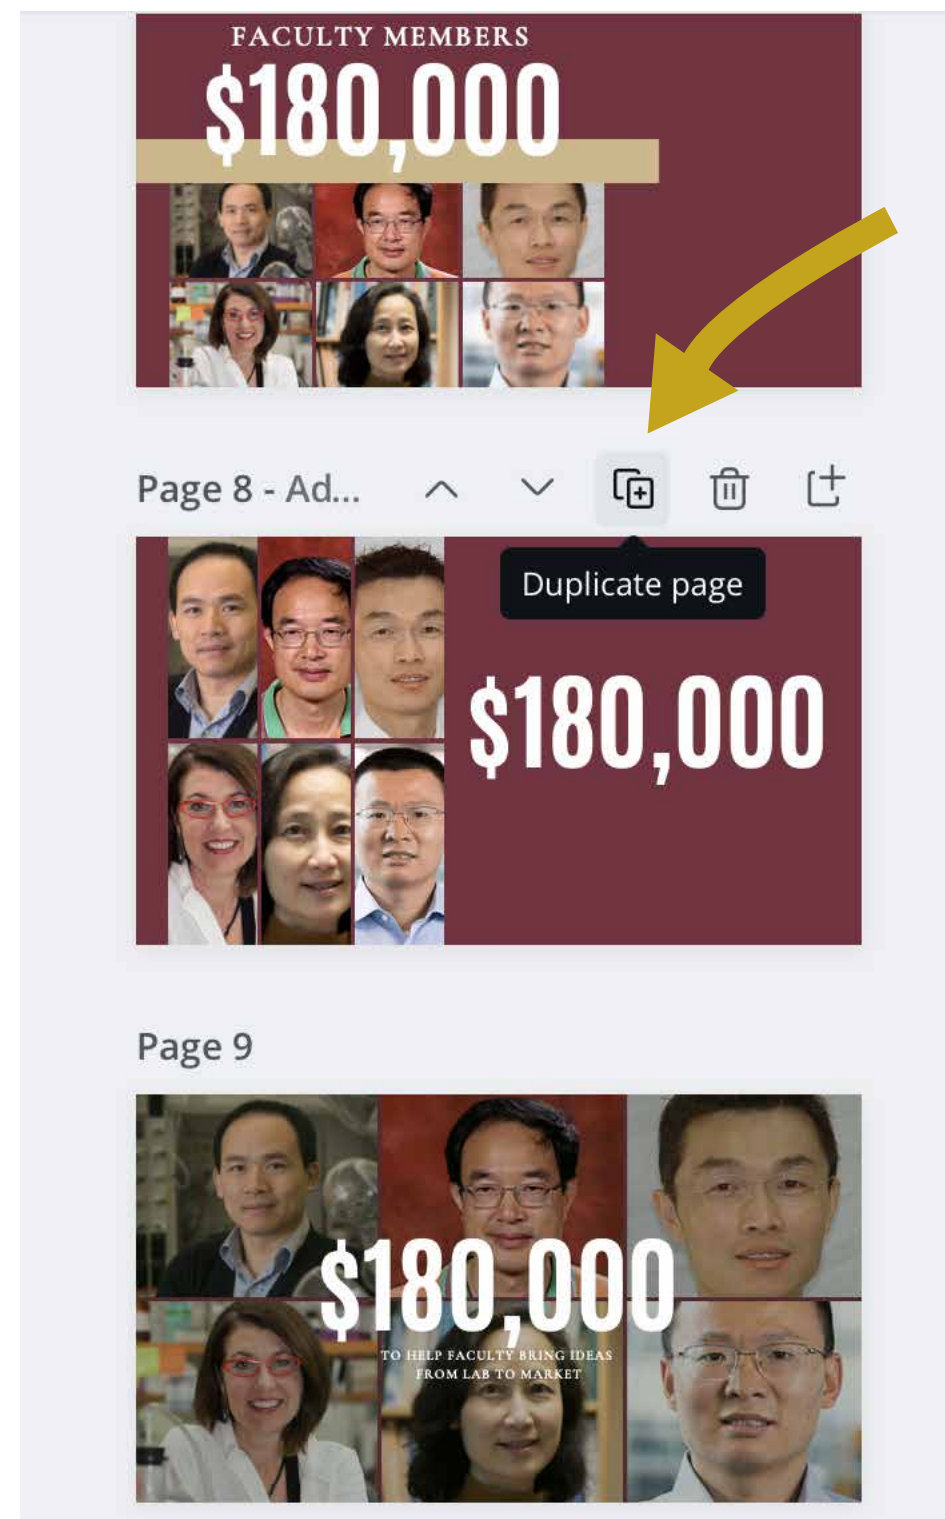 FACULTY MEMBERS
$180,000
Page 8 - Ad...
Duplicate page
$180,000
Page 9
$180,000
TO HELP FACULTY BRING IDEAS
FROM LAB TO MARKET